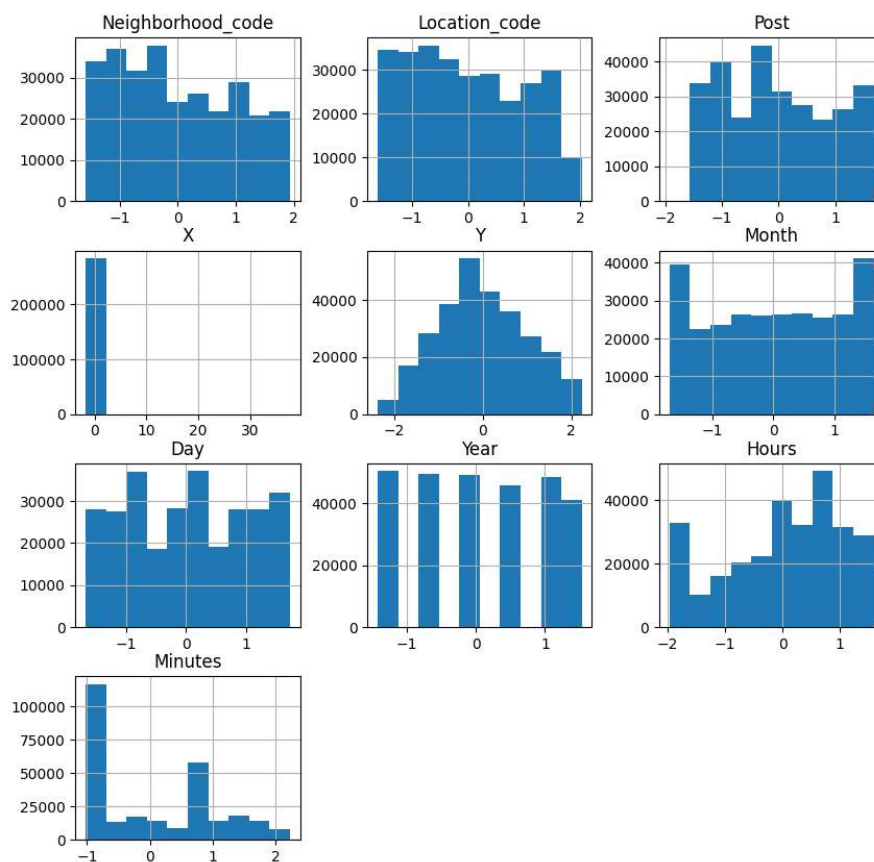 Neighborhood_code Location_code Post
30000 20000 10000 0
−1 0 1 2
30000 20000 10000 0
−1 0 1 2
40000 30000 20000 10000 0
−2 −1 0 1
X Y Month
200000 100000 0
0 10 20 30
40000 20000 0
−2 0 2
40000 30000 20000 10000 0
−1 0 1
Day Year Hours
30000 20000 10000 0
−1 0 1
40000 20000 0
−1 0 1
40000 20000 0
−2 −1 0 1
Minutes
100000 75000 50000 25000 0
−1 0 1 2